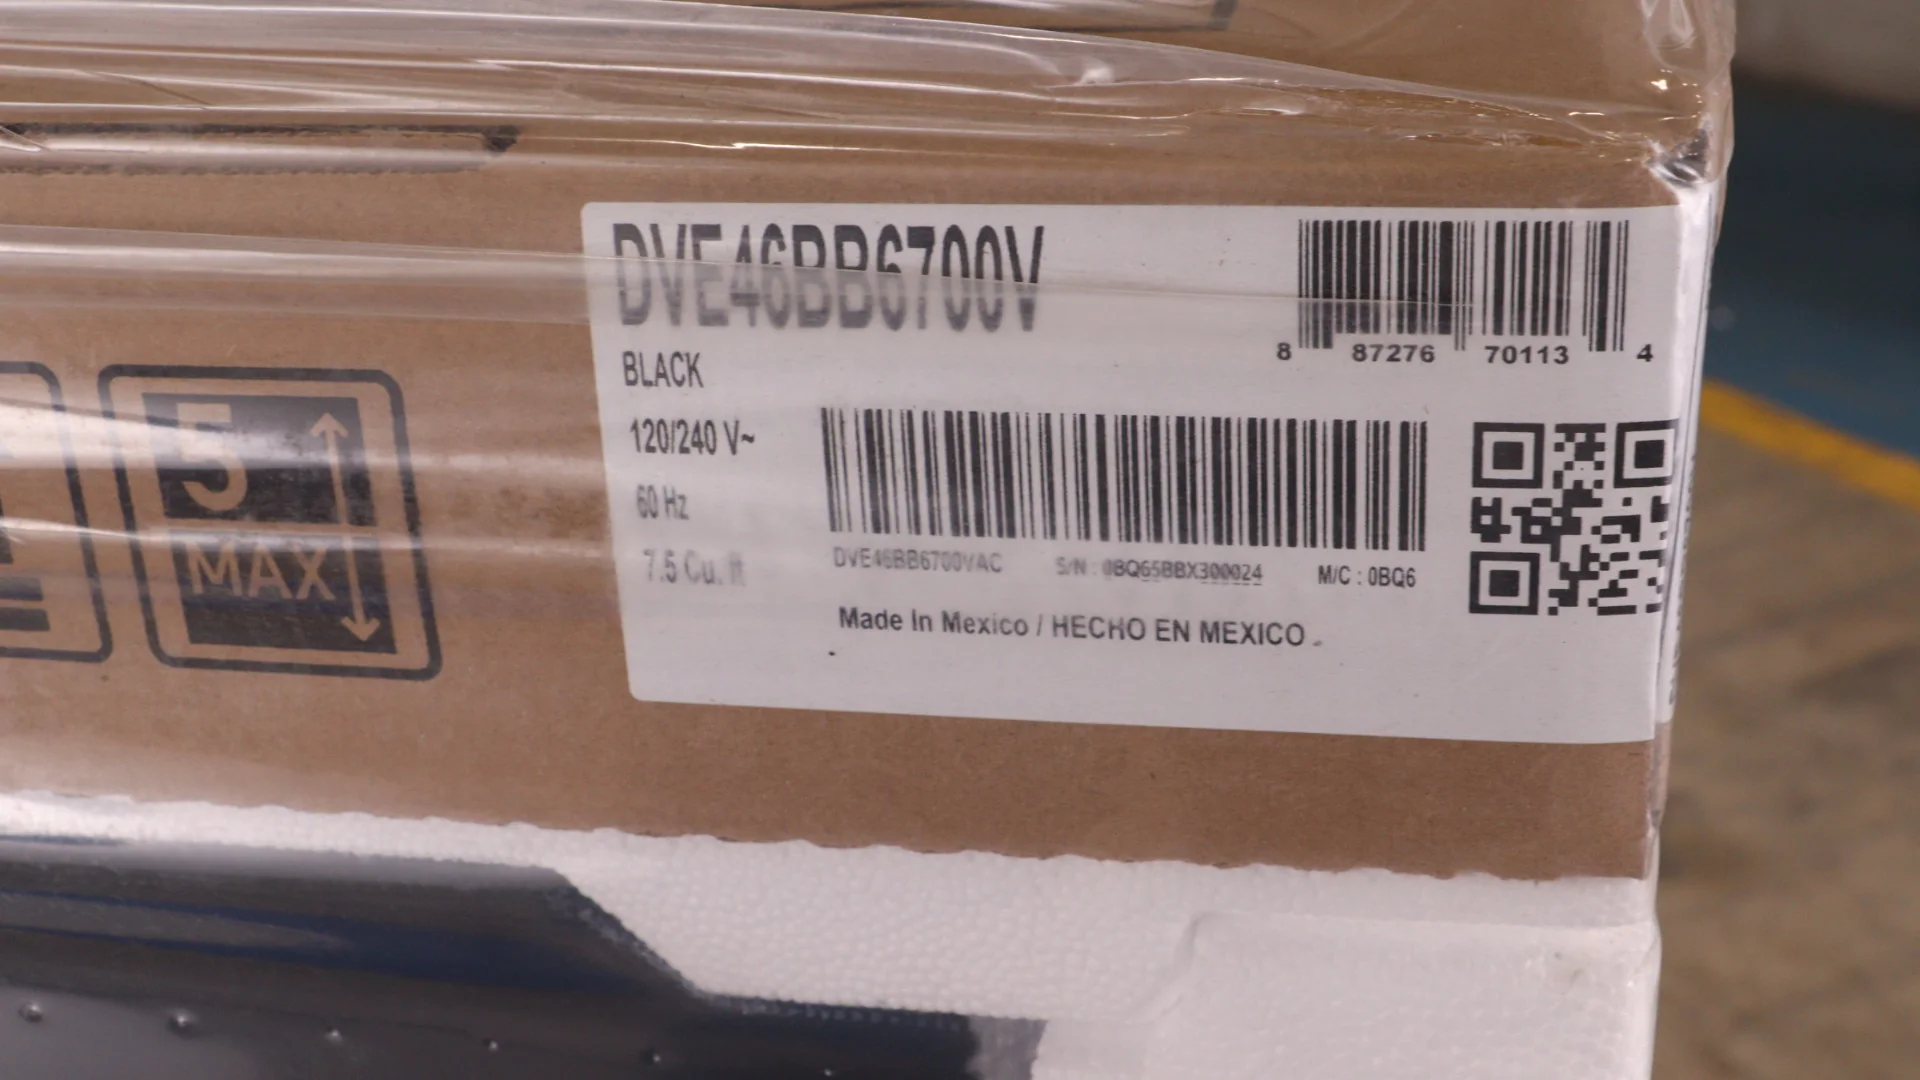 DVE46BB6700V
8 87276 70113 4
BLACK
120/240 V~
60 Hz
7.5 Cu. ft
DVE46BB6700VAC S/N : 0BQ65BBX300024 M/C : 0BQ6
Made In Mexico / HECHO EN MEXICO
5
MAX